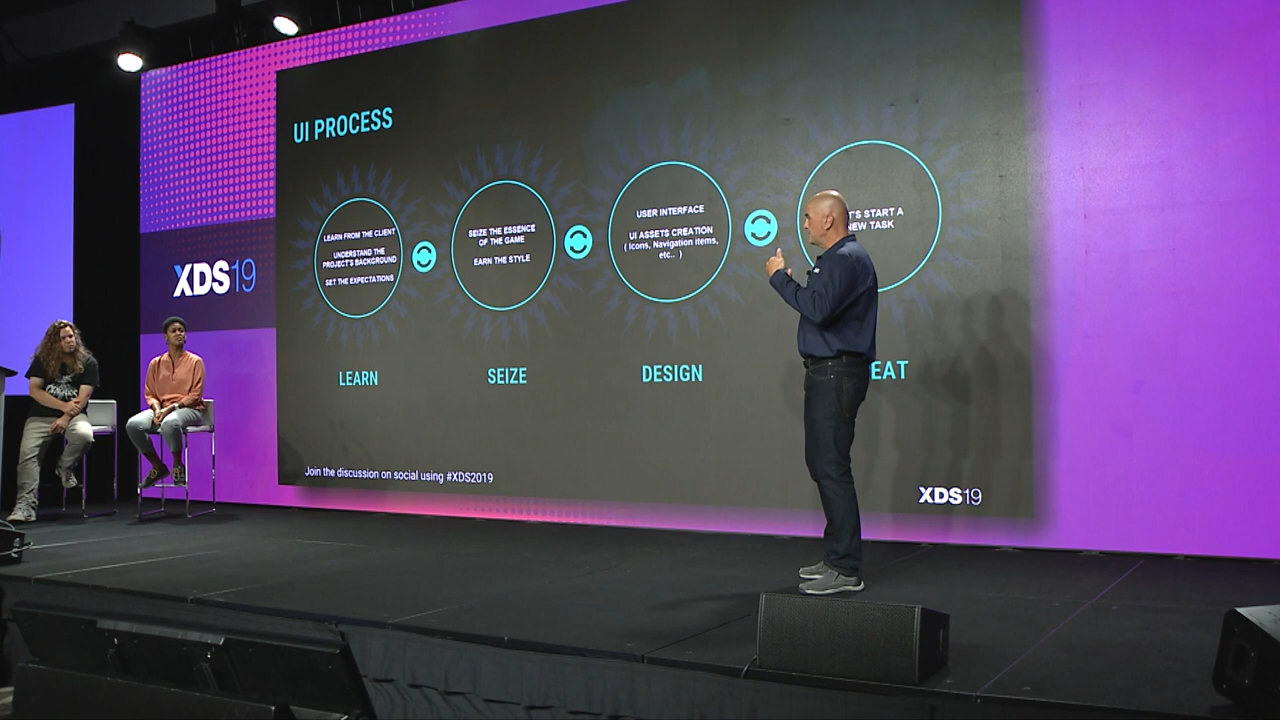 UI PROCESS
LEARN FROM THE CLIENT
UNDERSTAND THE
PROJECT'S BACKGROUND
SET THE EXPECTATIONS
SEIZE THE ESSENCE
OF THE GAME
EARN THE STYLE
USER INTERFACE
UI ASSETS CREATION
( Icons, Navigation items,
etc.. )
'S START A
NEW TASK
LEARN
SEIZE
DESIGN
EAT
XDS19
Join the discussion on social using #XDS2019
XDS19